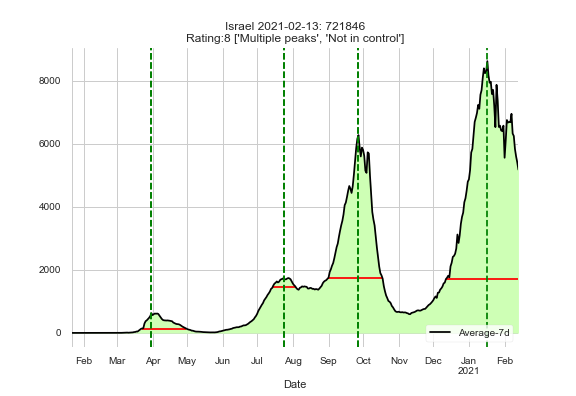 Israel 2021-02-13: 721846
Rating:8 ['Multiple peaks', 'Not in control']
8000
6000
4000
2000
0
Average-7d
Feb Mar Apr May Jun Jul Aug Sep Oct Nov Dec Jan Feb
2021
Date